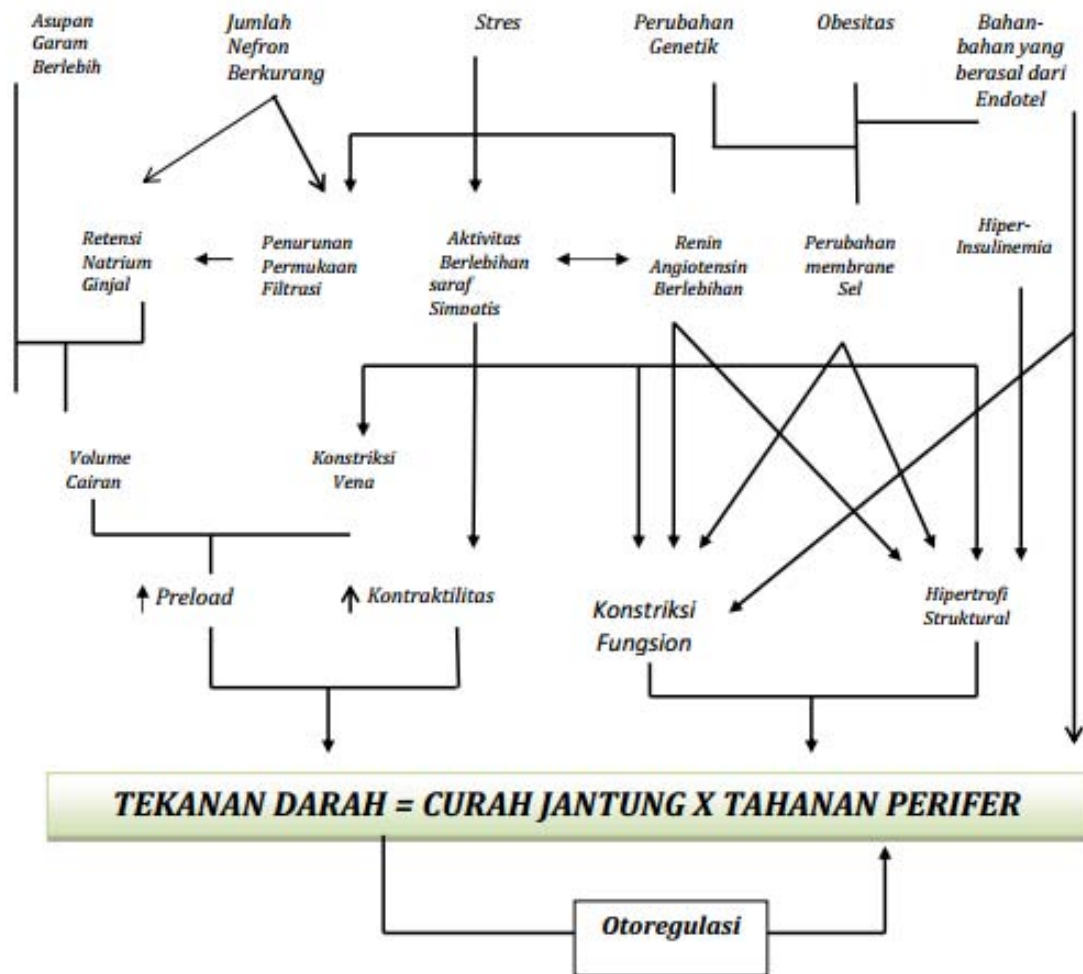 Asupan
Garam
Berlebih
Jumlah
Nefron
Berkurang
Stres
Perubahan
Genetik
Obesitas
Bahan-
bahan yang
berasal dari
Endotel
Retensi
Natrium
Ginjal
Penurunan
Permukaan
Filtrasi
Aktivitas
Berlebihan
saraf
Simpatis
Renin
Angiotensin
Berlebihan
Perubahan
membrane
Sel
Hiper-
Insulinemia
Volume
Cairan
Konstriksi
Vena
Preload
Kontraktilitas
Konstriksi
Fungsion
Hipertrofi
Struktural
TEKANAN DARAH = CURAH JANTUNG X TAHANAN PERIFER
Otoregulasi